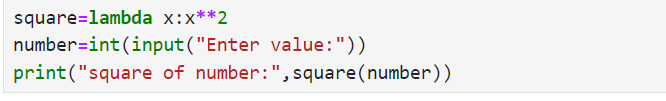 square=lambda x:x**2
number=int(input("Enter value:"))
print("square of number:",square(number))